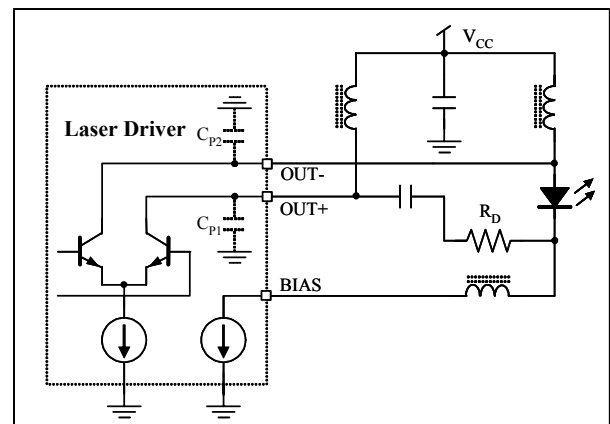 V_CC
Laser Driver
C_P2
OUT-
OUT+
C_P1
R_D
BIAS